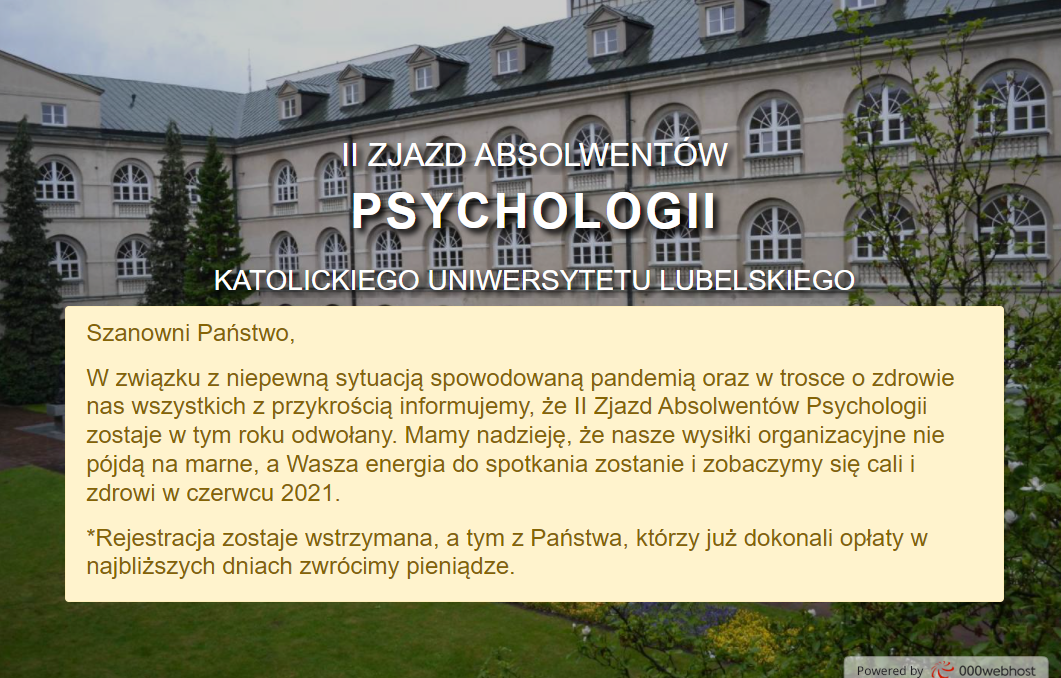 II ZJAZD ABSOLWENTÓW
PSYCHOLOGII
KATOLICKIEGO UNIWERSYTETU LUBELSKIEGO
Szanowni Państwo,
W związku z niepewną sytuacją spowodowaną pandemią oraz w trosce o zdrowie
nas wszystkich z przykrością informujemy, że II Zjazd Absolwentów Psychologii
zostaje w tym roku odwołany. Mamy nadzieję, że nasze wysiłki organizacyjne nie
pójdą na marne, a Wasza energia do spotkania zostanie i zobaczymy się cali i
zdrowi w czerwcu 2021.
*Rejestracja zostaje wstrzymana, a tym z Państwa, którzy już dokonali opłaty w
najbliższych dniach zwrócimy pieniądze.
Powered by 000webhost